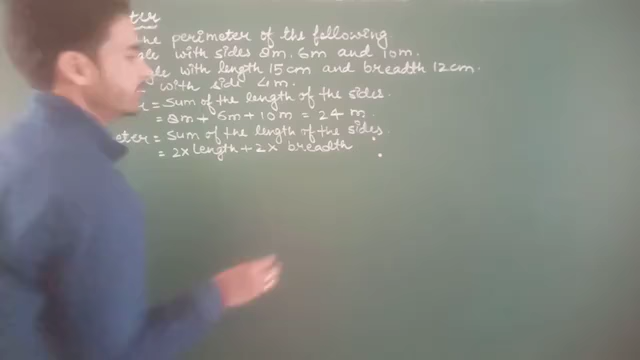 ter
the perimeter of the following
gle with sides 8m, 6m and 10m.
gle with length 15cm and breadth 12cm.
with side 4m.
r = sum of the length of the sides.
= 8m + 6m + 10m = 24 m.
eter = sum of the length of the sides
= 2x length + 2x breadth